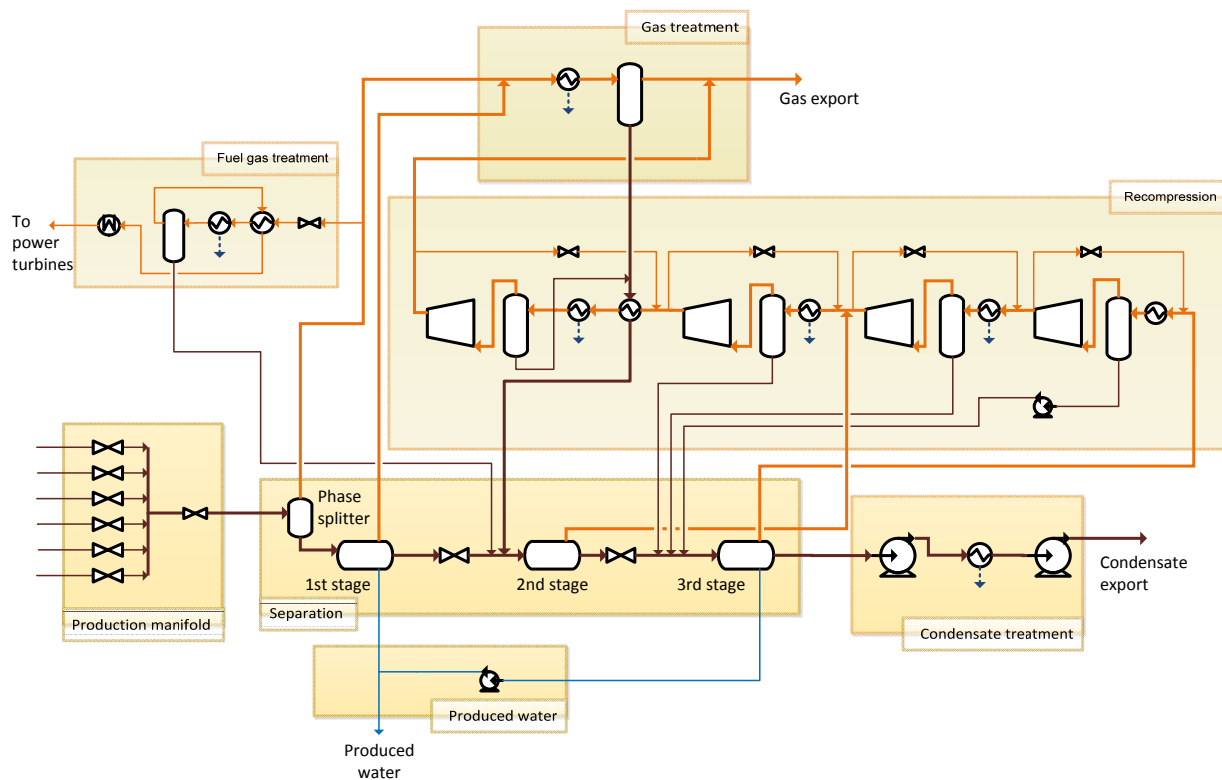 Gas treatment
Gas export
Fuel gas treatment
To
power
turbines
Recompression
Phase
splitter
1st stage
2nd stage
3rd stage
Separation
Production manifold
Condensate
export
Condensate treatment
Produced water
Produced
water